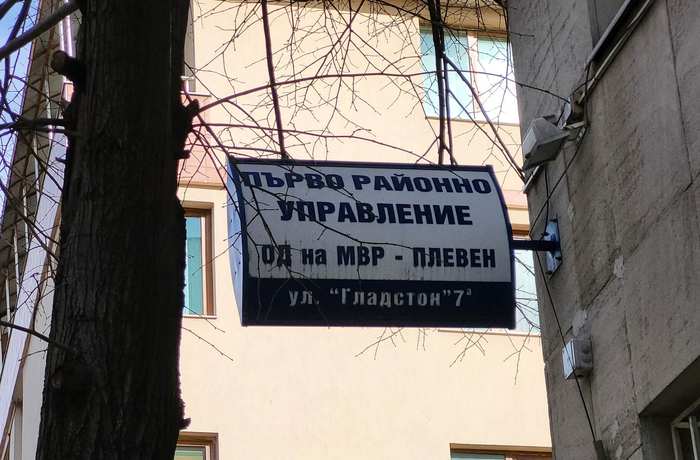 ПЪРВО РАЙОННО
УПРАВЛЕНИЕ
ОД на МВР - ПЛЕВЕН
ул. "Гладстон"7а